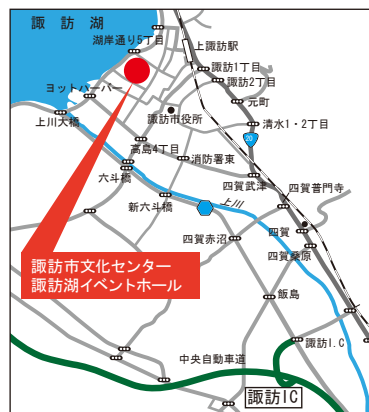 諏訪湖
湖岸通り5丁目
上諏訪駅
諏訪1丁目
諏訪2丁目
ヨットハーバー
元町
上川大橋
諏訪市役所
清水1・2丁目
高島4丁目
消防署東
20
六斗橋
四賀武津
四賀普門寺
新六斗橋
上川
四賀赤沼
四賀
四賀桑原
諏訪市文化センター
諏訪湖イベントホール
飯島
諏訪I.C
中央自動車道
諏訪IC